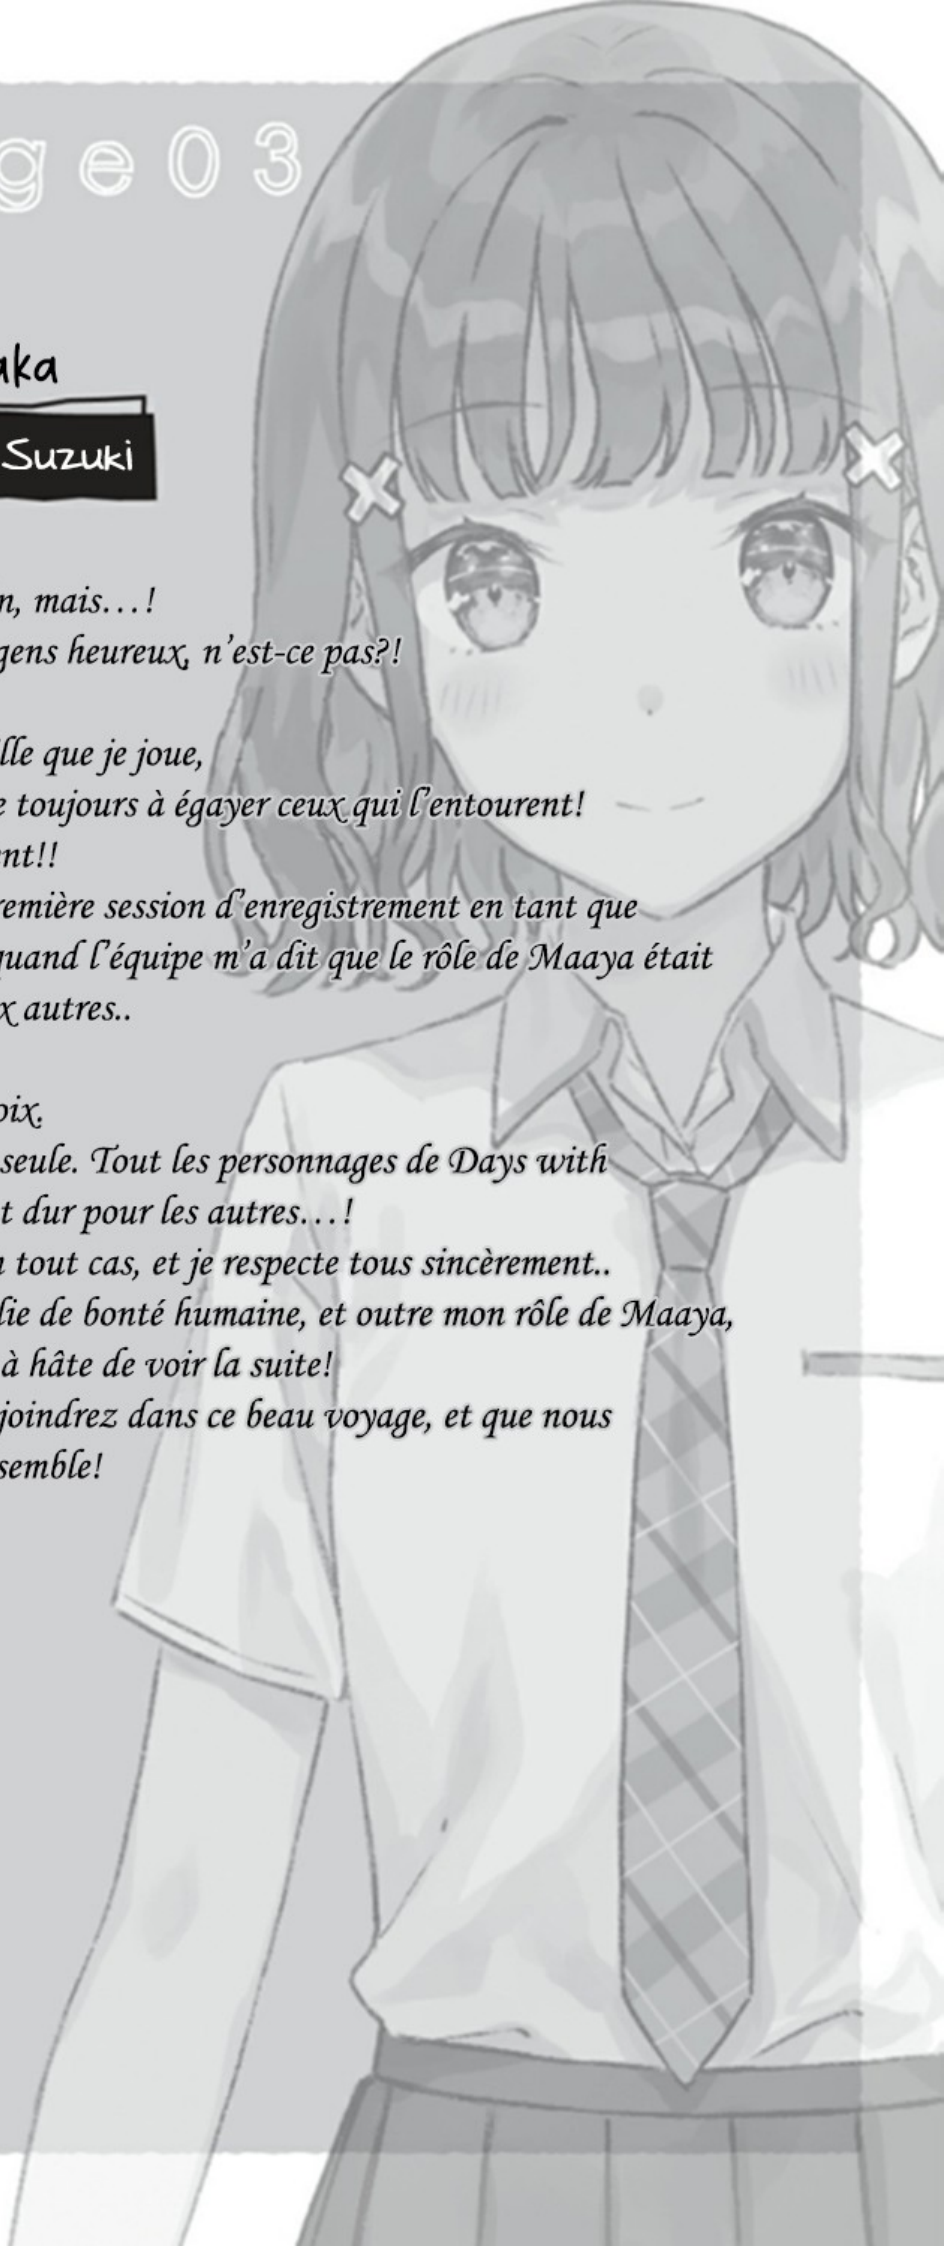 ge03
aka
Suzuki
n, mais...!
gens heureux, n'est-ce pas?!
lle que je joue,
e toujours à égayer ceux qui l'entourent!
ent!!
remière session d'enregistrement en tant que
quand l'équipe m'a dit que le rôle de Maaya était
x autres..
oix.
seule. Tout les personnages de Days with
t dur pour les autres...!
n tout cas, et je respecte tous sincèrement..
lie de bonté humaine, et outre mon rôle de Maaya,
à hâte de voir la suite!
joindrez dans ce beau voyage, et que nous
semble!